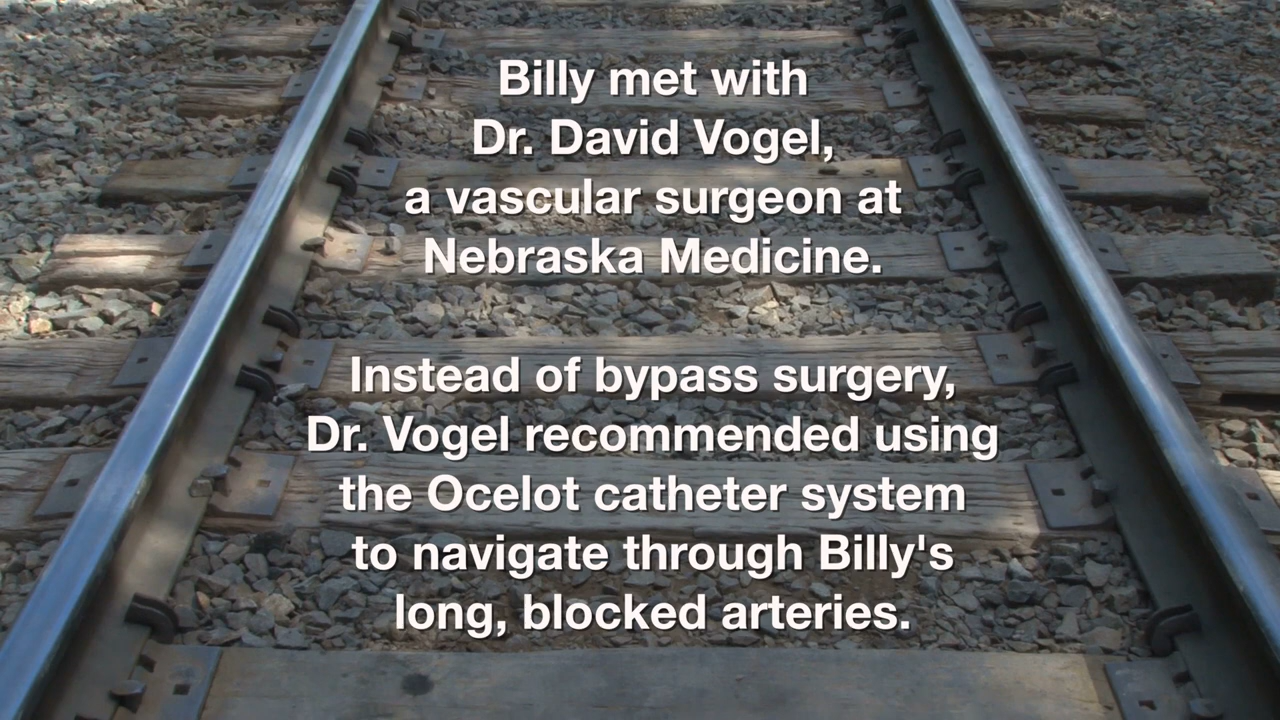 Billy met with
Dr. David Vogel,
a vascular surgeon at
Nebraska Medicine.
Instead of bypass surgery,
Dr. Vogel recommended using
the Ocelot catheter system
to navigate through Billy's
long, blocked arteries.